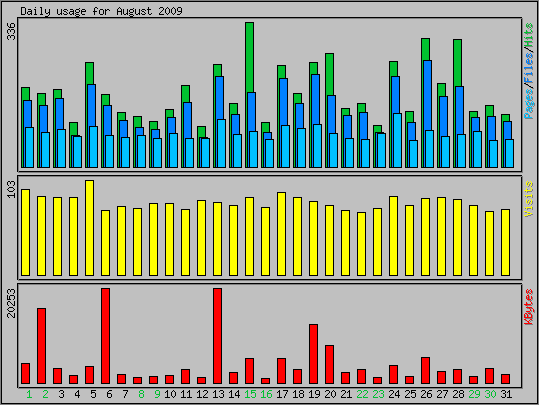 Daily usage for August 2009
336
Pages/Files/Hits
103
Visits
20253
KBytes
1 2 3 4 5 6 7 8 9 10 11 12 13 14 15 16 17 18 19 20 21 22 23 24 25 26 27 28 29 30 31